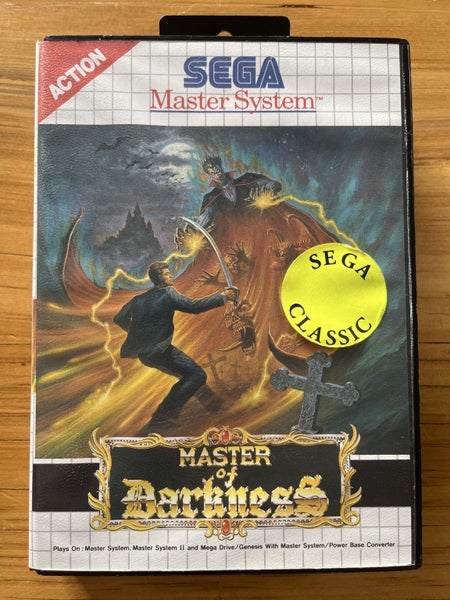 ACTION
SEGA
Master System™
SEGA
CLASSIC
MASTER
of
Darkness
Plays On : Master System, Master System II and Mega Drive/Genesis With Master System/Power Base Converter